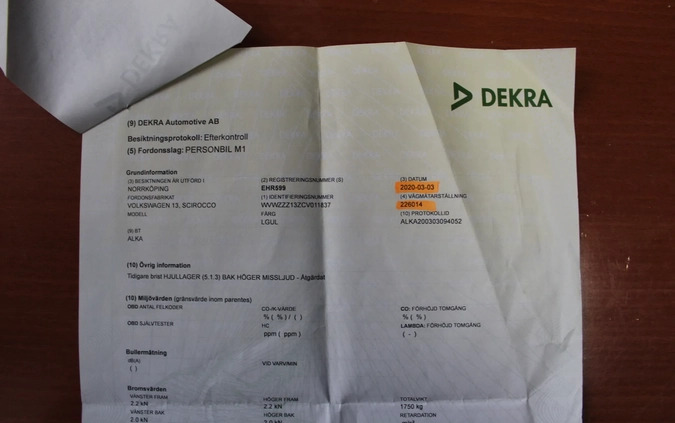 DEKRA
(9) DEKRA Automotive AB
Besiktningsprotokoll: Efterkontroll
(5) Fordonsslag: PERSONBIL M1
Grundinformation
(3) BESIKTNINGEN ÄR UTFÖRD I (2) REGISTRERINGSNUMMER (S) (3) DATUM
NORRKÖPING EHR599 2020-03-03
FORDONSFABRIKAT (1) IDENTIFIERINGSNUMMER (4) VÄGMÄTARSTÄLLNING
VOLKSWAGEN 13, SCIROCCO WVWZZZ13ZCV011837 226014
MODELL FÄRG (10) PROTOKOLLID
LGUL ALKA200303094052
(9) BT
ALKA
(10) Övrig information
Tidigare brist HJULLAGER (5.1.3) BAK HÖGER MISSLJUD - Åtgärdat
(10) Miljövärden (gränsvärde inom parentes)
OBD ANTAL FELKODER CO-IK-VÄRDE CO: FÖRHÖJD TOMGÅNG
% ( %) / ( ) % ( %)
OBD SJÄLVTESTER HC LAMBDA: FÖRHÖJD TOMGÅNG
ppm ( ppm) ( - )
Bullermätning
dB(A) VID VARV/MIN
( )
Bromsvärden
VÄNSTER FRAM HÖGER FRAM TOTALVIKT
2.2 kN 2.2 kN 1750 kg
VÄNSTER BAK HÖGER BAK RETARDATION
2.0 kN